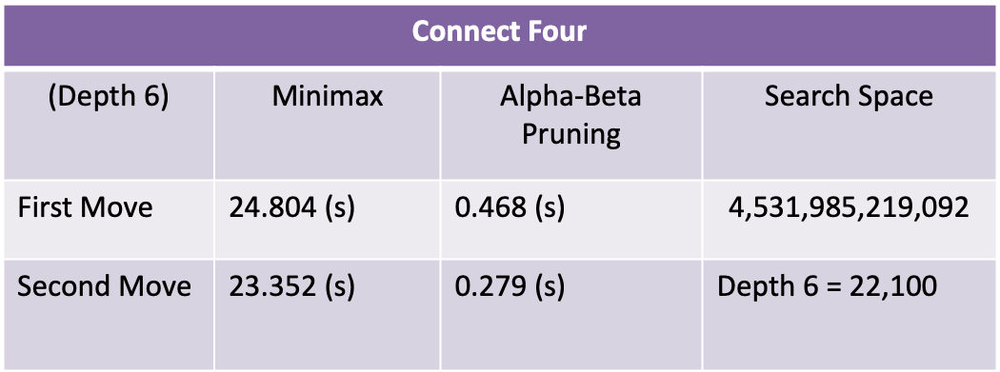 Connect Four
(Depth 6) Minimax Alpha-Beta Search Space
Pruning
First Move 24.804 (s) 0.468 (s) 4,531,985,219,092
Second Move 23.352 (s) 0.279 (s) Depth 6 = 22,100